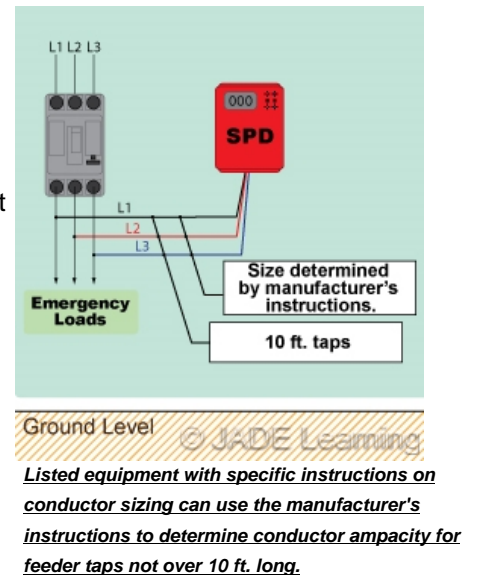 L1 L2 L3
000
SPD
L1
L2
L3
Size determined
by manufacturer's
instructions.
Emergency
Loads
10 ft. taps
Ground Level
© JADE Learning
Listed equipment with specific instructions on
conductor sizing can use the manufacturer's
instructions to determine conductor ampacity for
feeder taps not over 10 ft. long.